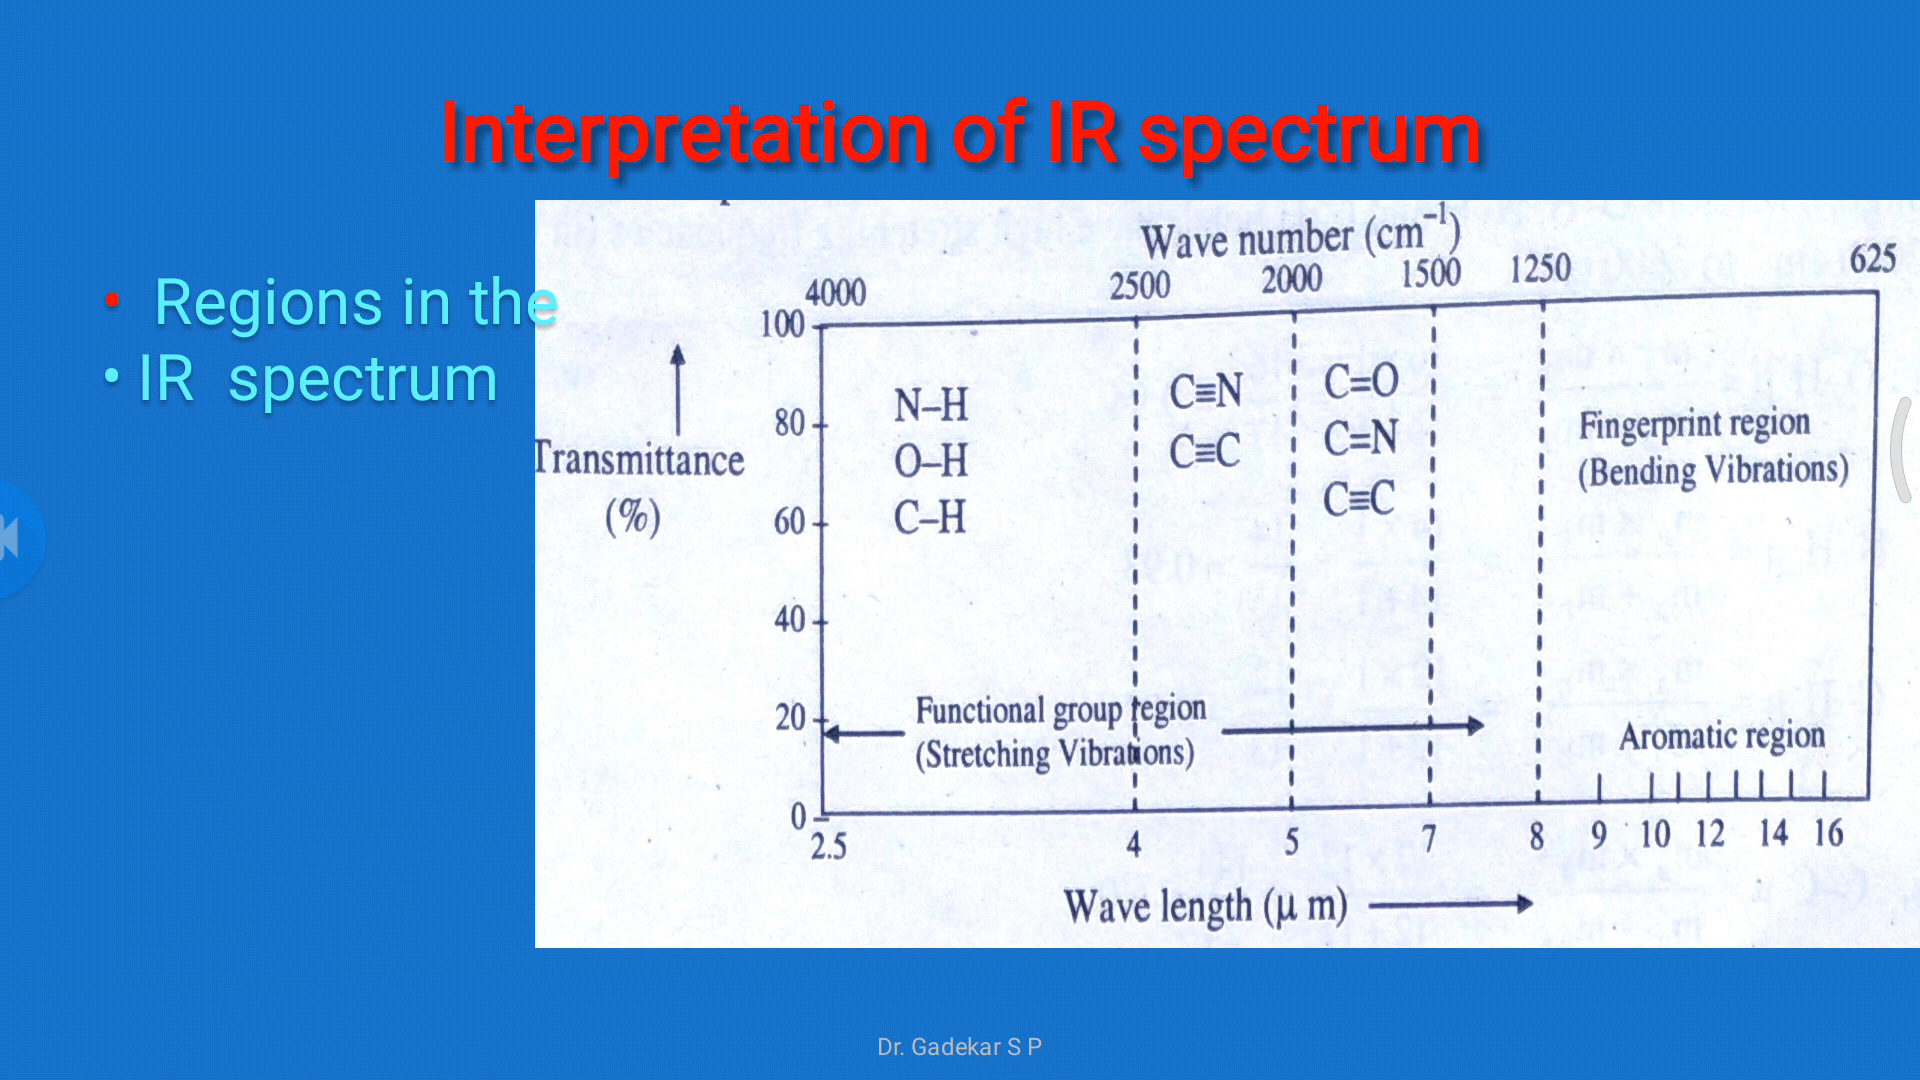 Interpretation of IR spectrum
• Regions in the
• IR spectrum
Wave number (cm⁻¹)
4000 2500 2000 1500 1250 625
100
80
60
40
20
0
Transmittance
(%)
N–H
O–H
C–H
C≡N
C≡C
C=O
C=N
C≡C
Fingerprint region
(Bending Vibrations)
Functional group region
(Stretching Vibrations)
Aromatic region
2.5 4 5 7 8 9 10 12 14 16
Wave length (μ m)
Dr. Gadekar S P